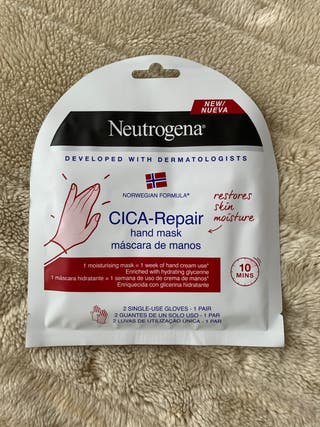 NEW/
NUEVA
Neutrogena®
DEVELOPED WITH DERMATOLOGISTS
NORWEGIAN FORMULA®
restores
skin
moisture
CICA-Repair
hand mask
máscara de manos
1 moisturising mask = 1 week of hand cream use*
Enriched with hydrating glycerine
1 máscara hidratante = 1 semana de uso de crema de manos*
Enriquecida con glicerina hidratante
10
MINS
2 SINGLE-USE GLOVES - 1 PAIR
2 GUANTES DE UN SOLO USO - 1 PAR
2 LUVAS DE UTILIZAÇÃO ÚNICA - 1 PAR